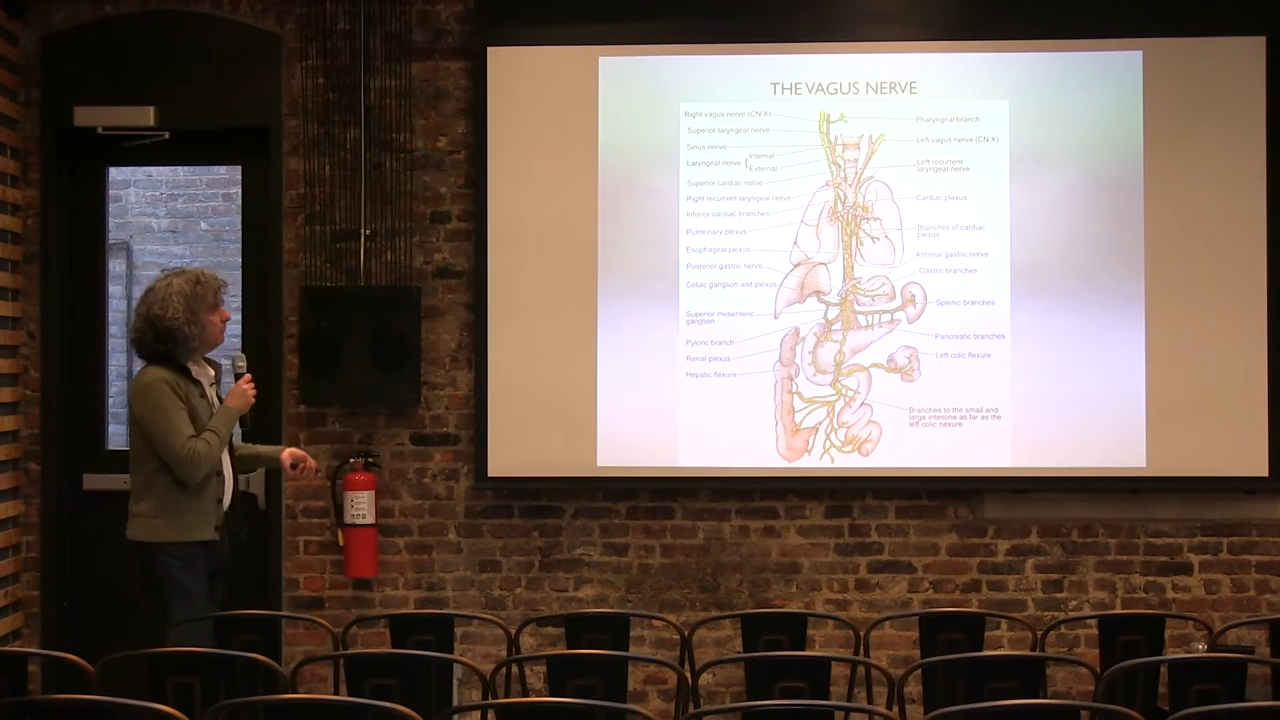 THE VAGUS NERVE
Right vagus nerve (CN X)
Superior laryngeal nerve
Sinus nerve
Laryngeal nerve { Internal
External
Superior cardiac nerve
Right recurrent laryngeal nerve
Inferior cardiac branches
Pulmonary plexus
Esophageal plexus
Posterior gastric nerve
Celiac ganglion and plexus
Superior mesenteric
ganglion
Pyloric branch
Renal plexus
Hepatic flexure
Pharyngeal branch
Left vagus nerve (CN X)
Left recurrent
laryngeal nerve
Cardiac plexus
Branches of cardiac
plexus
Anterior gastric nerve
Gastric branches
Splenic branches
Pancreatic branches
Left colic flexure
Branches to the small and
large intestine as far as the
left colic flexure